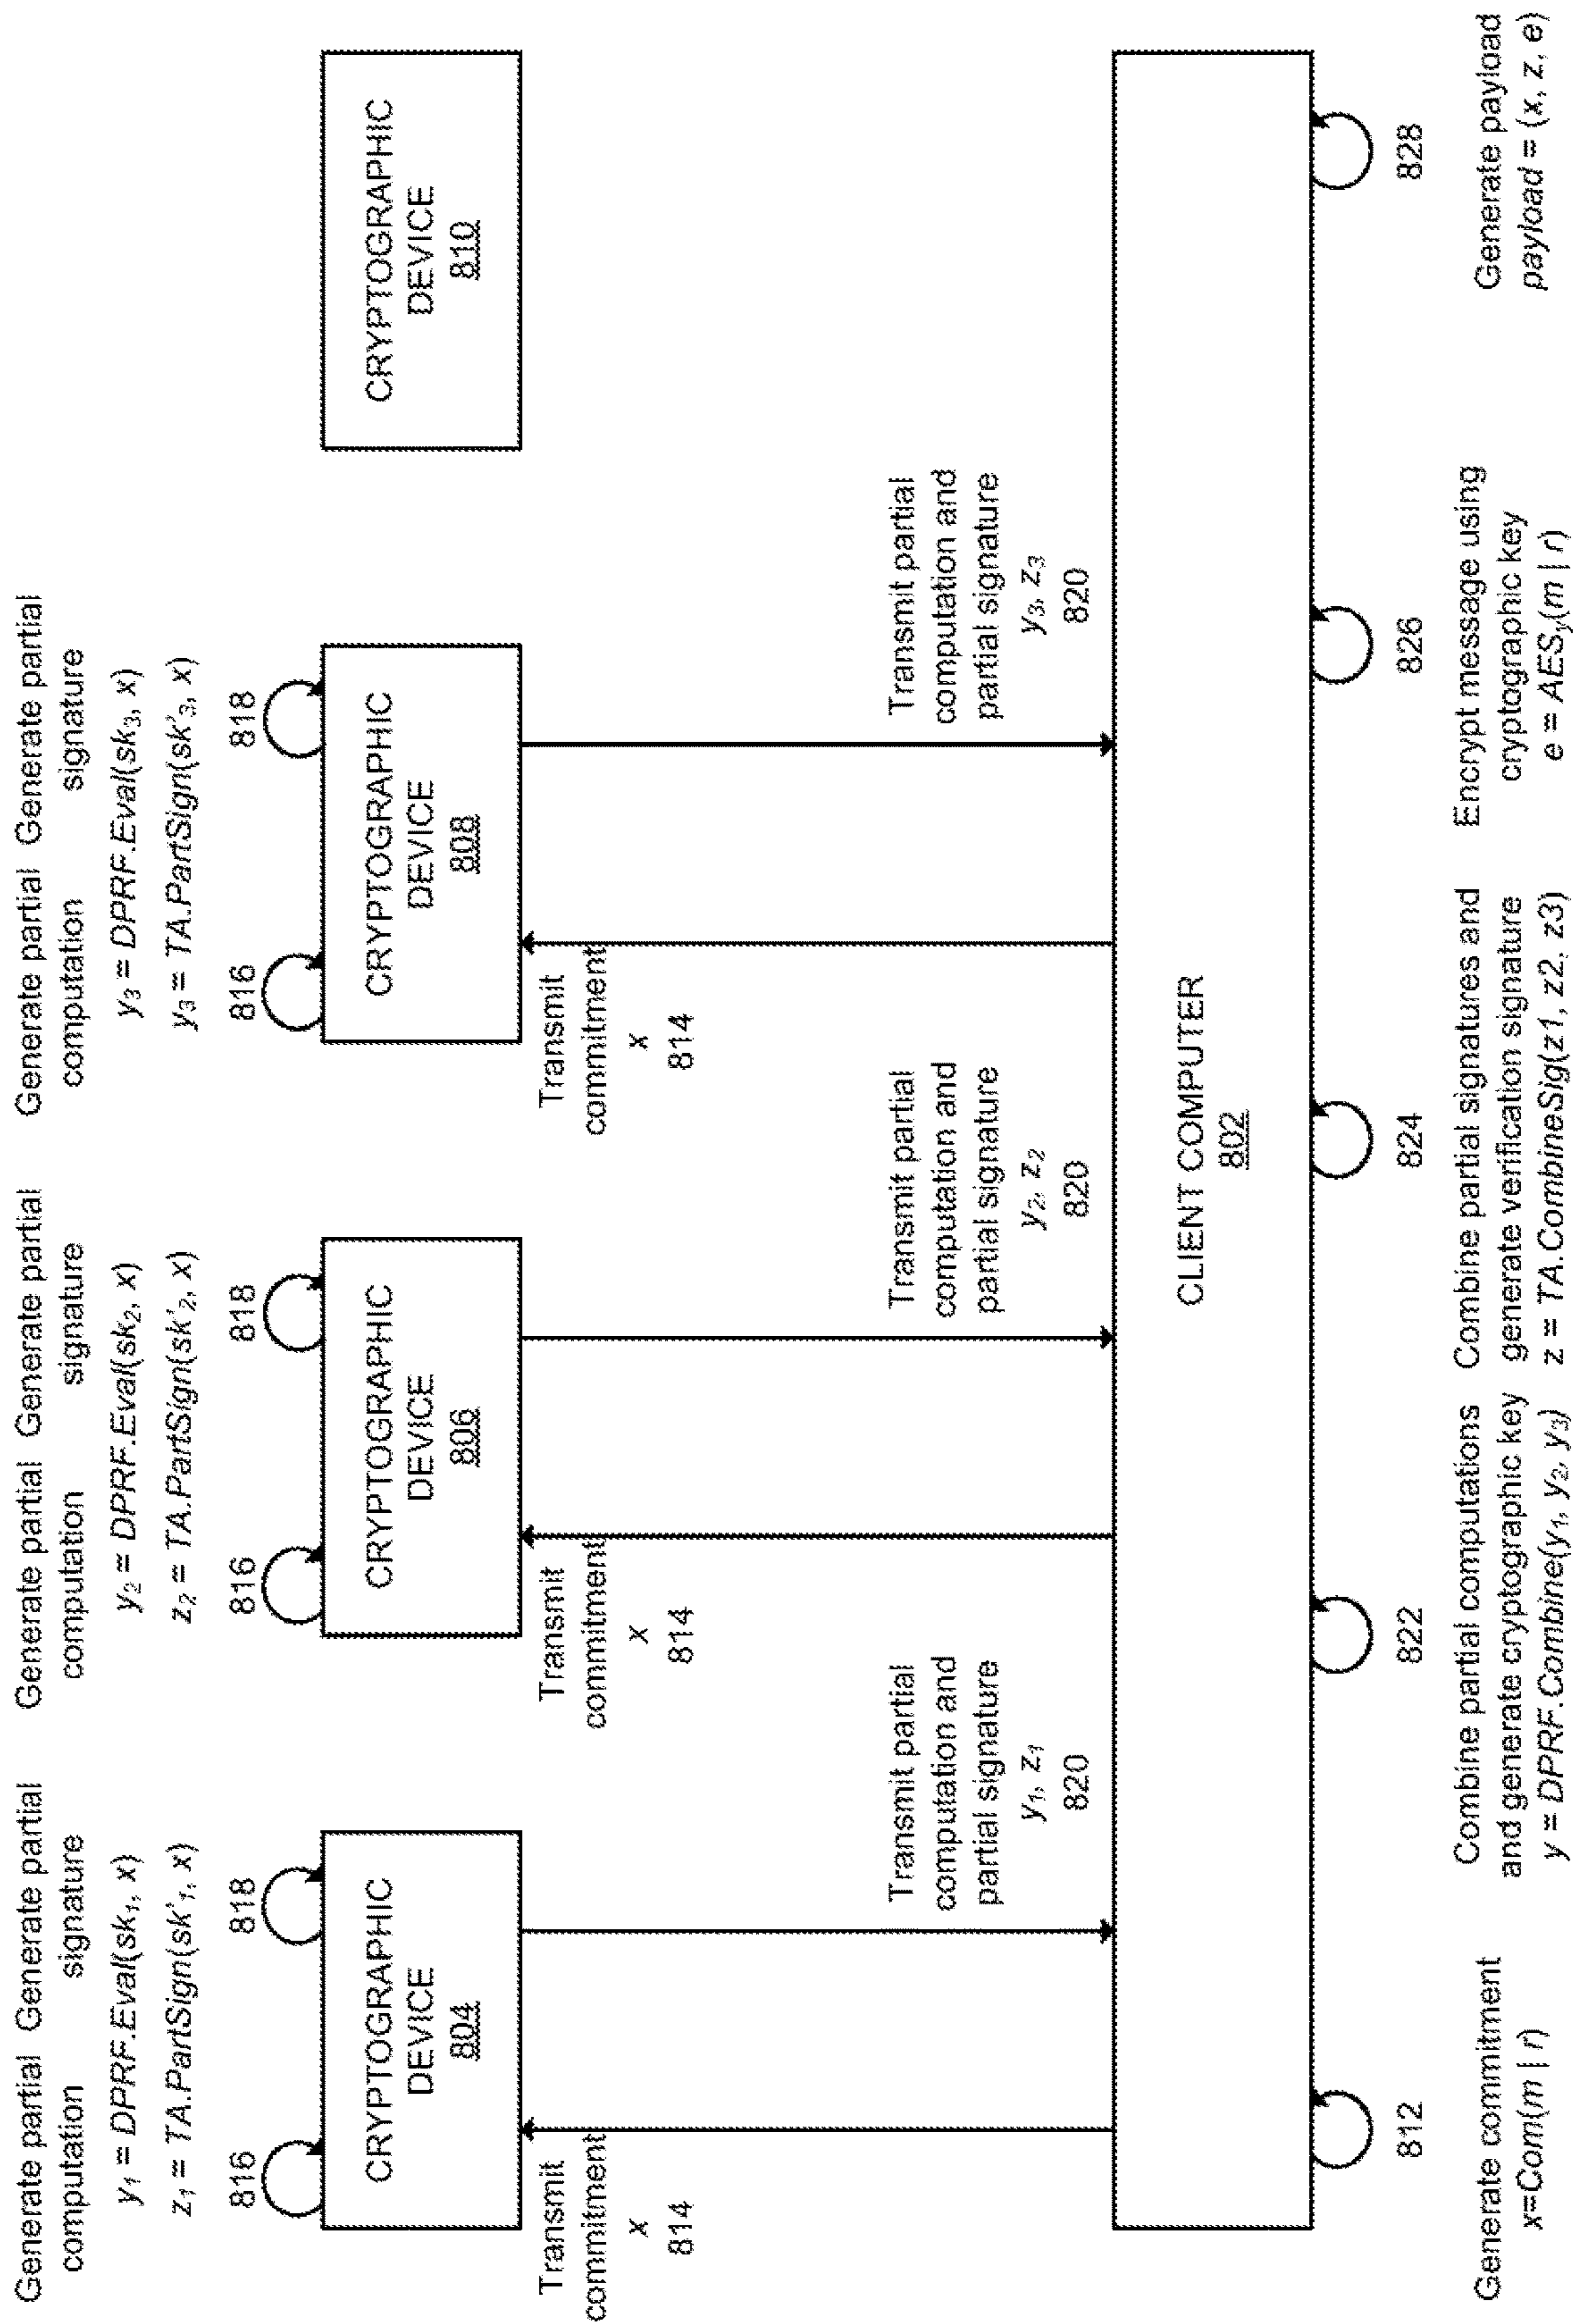 Generate partial Generate partial
computation signature
y₁ = DPRF.Eval(sk₁, x)
z₁ = TA.PartSign(sk'₁, x)
816
818
CRYPTOGRAPHIC
DEVICE
804
Generate partial Generate partial
computation signature
y₂ = DPRF.Eval(sk₂, x)
z₂ = TA.PartSign(sk'₂, x)
816
818
CRYPTOGRAPHIC
DEVICE
806
Generate partial Generate partial
computation signature
y₃ = DPRF.Eval(sk₃, x)
y₃ = TA.PartSign(sk'₃, x)
816
818
CRYPTOGRAPHIC
DEVICE
808
CRYPTOGRAPHIC
DEVICE
810
Transmit
commitment
x
814
Transmit partial
computation and
partial signature
y₁, z₁
820
Transmit
commitment
x
814
Transmit partial
computation and
partial signature
y₂, z₂
820
Transmit
commitment
x
814
Transmit partial
computation and
partial signature
y₃, z₃
820
CLIENT COMPUTER
802
812
Generate commitment
x=Com(m | r)
822
Combine partial computations
and generate cryptographic key
y = DPRF.Combine(y₁, y₂, y₃)
824
Combine partial signatures and
generate verification signature
z = TA.CombineSig(z1, z2, z3)
826
Encrypt message using
cryptographic key
e = AESᵧ(m | r)
828
Generate payload
payload = (x, z, e)